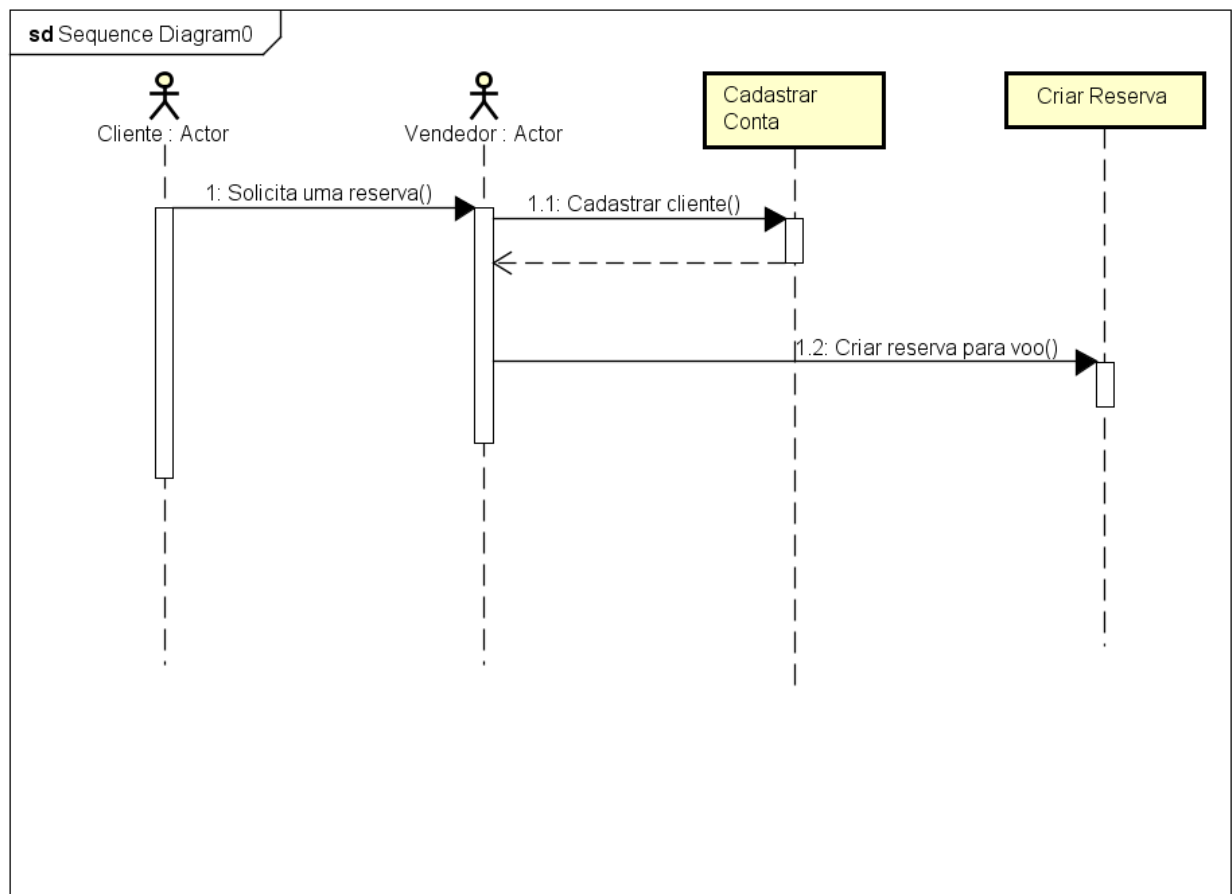 sd Sequence Diagram0
Cliente : Actor
Vendedor : Actor
Cadastrar
Conta
Criar Reserva
1: Solicita uma reserva()
1.1: Cadastrar cliente()
1.2: Criar reserva para voo()